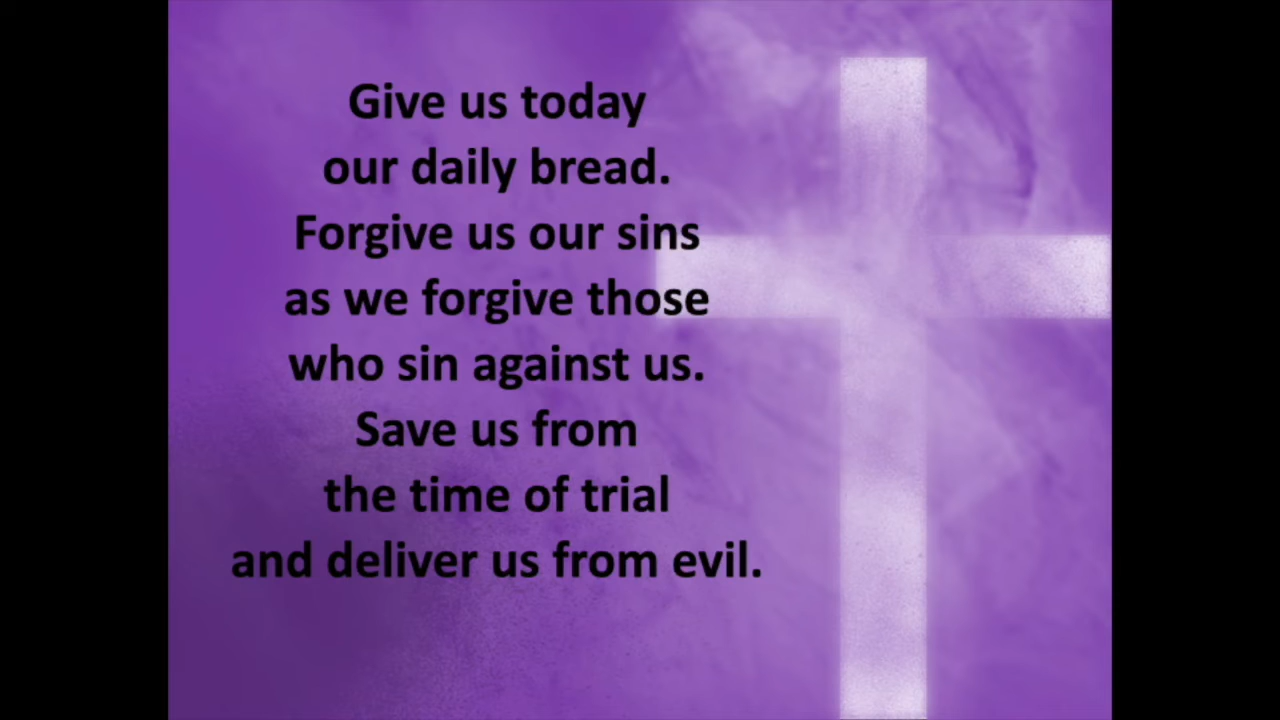 Give us today
our daily bread.
Forgive us our sins
as we forgive those
who sin against us.
Save us from
the time of trial
and deliver us from evil.